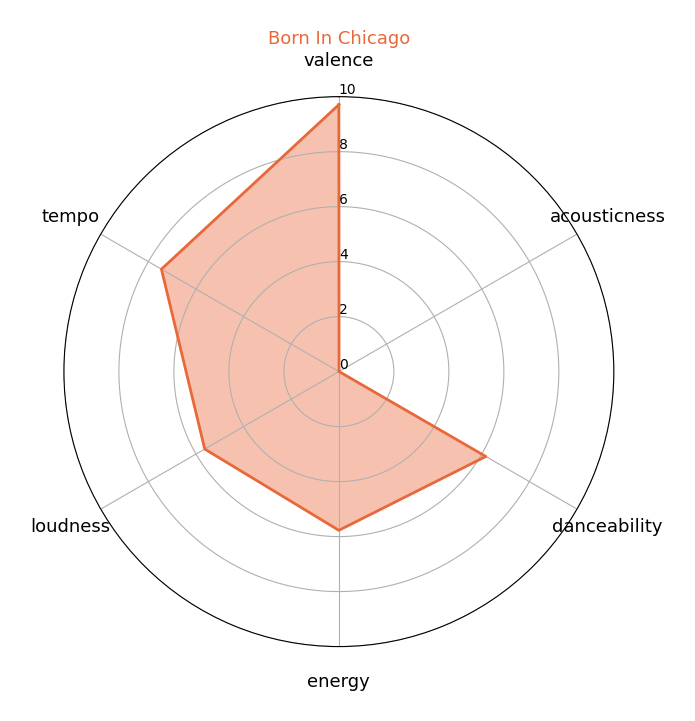 Born In Chicago
valence
10
8
tempo
acousticness
6
4
2
0
loudness
danceability
energy